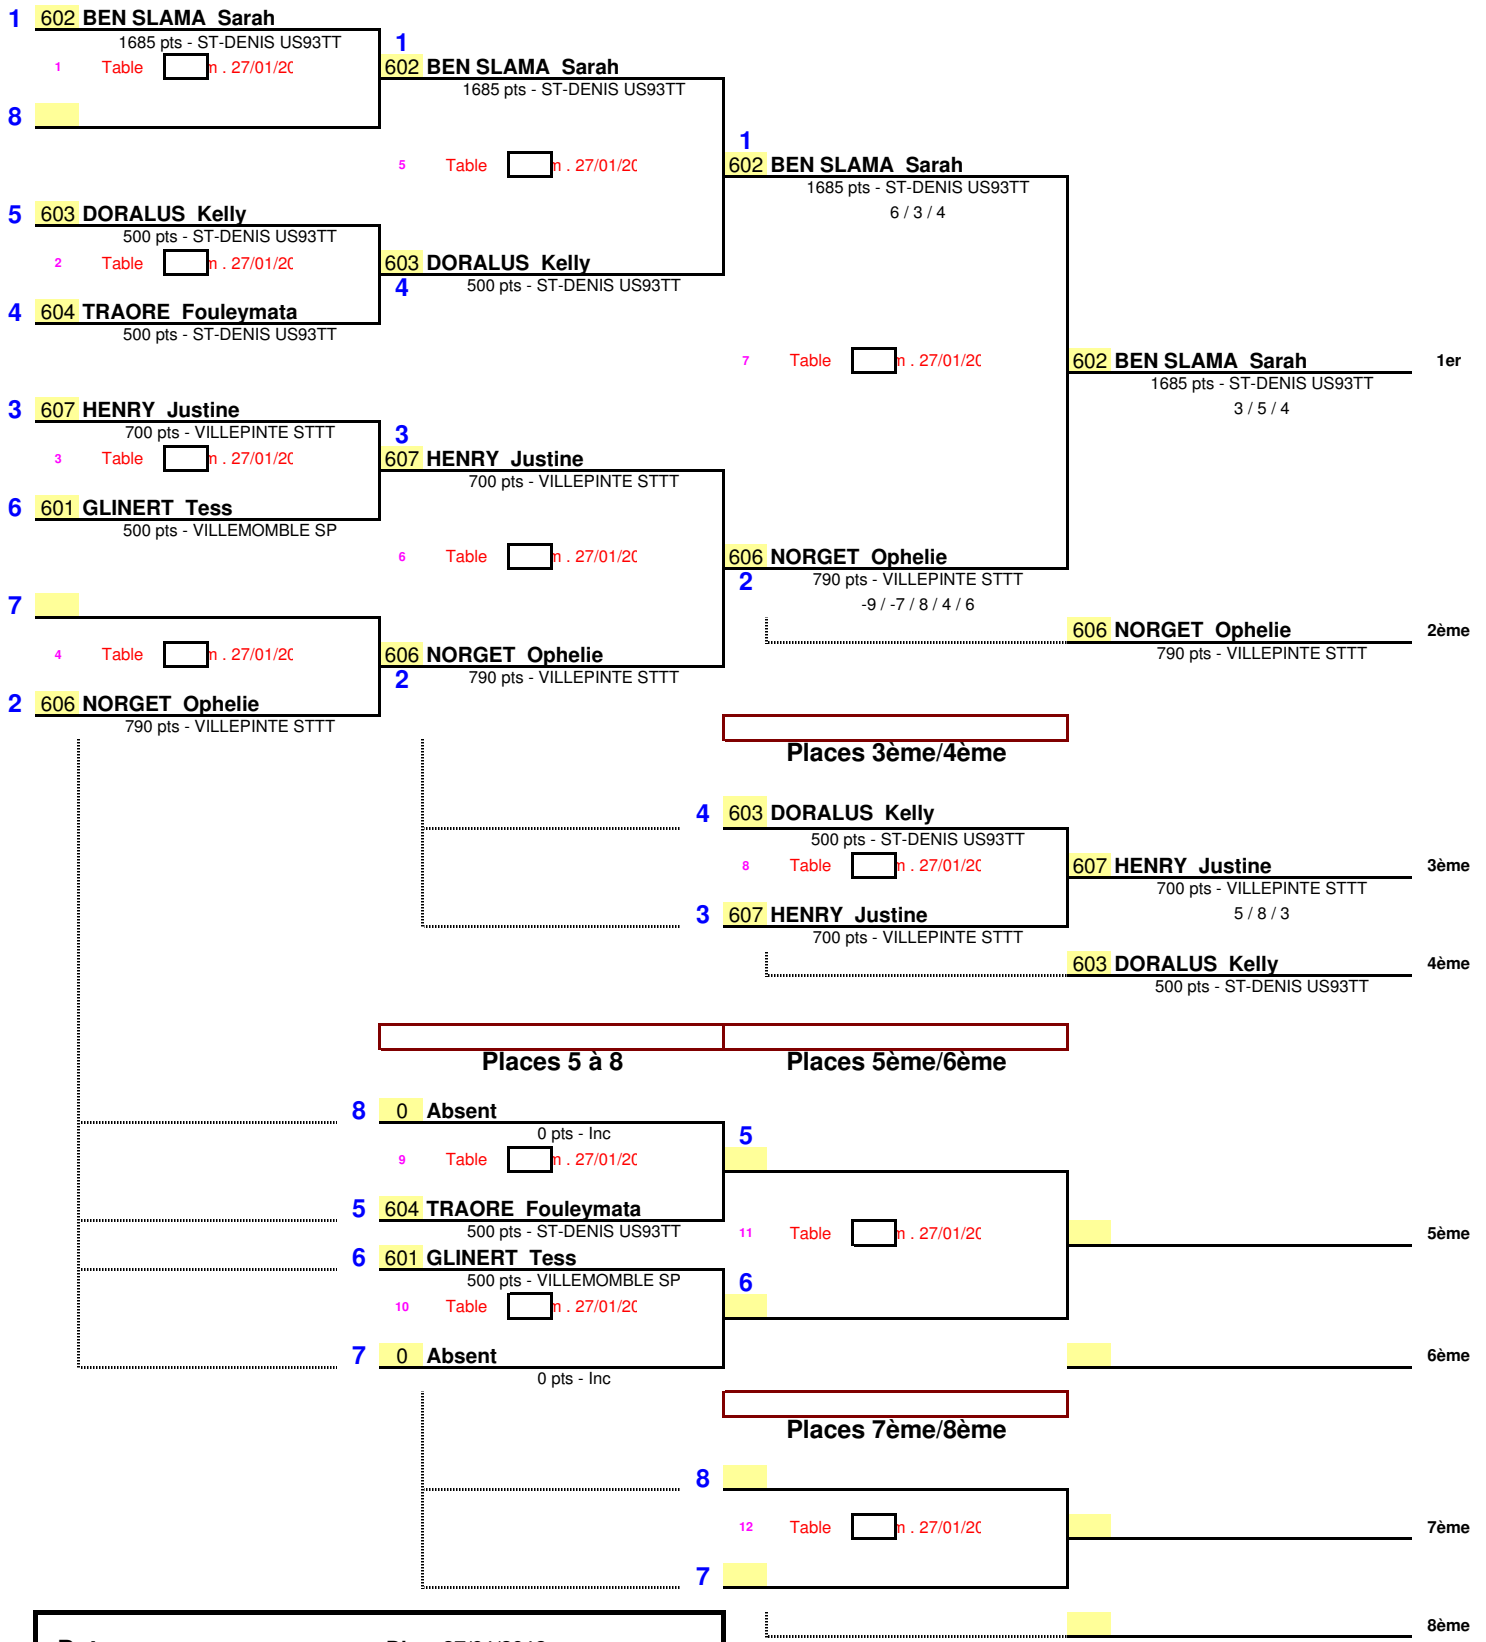 1 602 BEN SLAMA Sarah
1685 pts - ST-DENIS US93TT
1 Table . 27/01/20
8
1
602 BEN SLAMA Sarah
1685 pts - ST-DENIS US93TT
5 Table . 27/01/20
1
602 BEN SLAMA Sarah
1685 pts - ST-DENIS US93TT
6 / 3 / 4
5 603 DORALUS Kelly
500 pts - ST-DENIS US93TT
2 Table . 27/01/20
603 DORALUS Kelly
4 500 pts - ST-DENIS US93TT
4 604 TRAORE Fouleymata
500 pts - ST-DENIS US93TT
7 Table . 27/01/20
602 BEN SLAMA Sarah 1er
1685 pts - ST-DENIS US93TT
3 / 5 / 4
3 607 HENRY Justine
700 pts - VILLEPINTE STTT
3 Table . 27/01/20
3
607 HENRY Justine
700 pts - VILLEPINTE STTT
6 601 GLINERT Tess
500 pts - VILLEMOMBLE SP
6 Table . 27/01/20
606 NORGET Ophelie
2 790 pts - VILLEPINTE STTT
-9 / -7 / 8 / 4 / 6
7
606 NORGET Ophelie 2ème
790 pts - VILLEPINTE STTT
4 Table . 27/01/20
606 NORGET Ophelie
2 790 pts - VILLEPINTE STTT
2 606 NORGET Ophelie
790 pts - VILLEPINTE STTT
Places 3ème/4ème
4 603 DORALUS Kelly
500 pts - ST-DENIS US93TT
8 Table . 27/01/20
607 HENRY Justine 3ème
700 pts - VILLEPINTE STTT
5 / 8 / 3
3 607 HENRY Justine
700 pts - VILLEPINTE STTT
603 DORALUS Kelly 4ème
500 pts - ST-DENIS US93TT
Places 5 à 8 Places 5ème/6ème
8 0 Absent
0 pts - Inc
9 Table . 27/01/20
5
5 604 TRAORE Fouleymata
500 pts - ST-DENIS US93TT
11 Table . 27/01/20 5ème
6 601 GLINERT Tess
500 pts - VILLEMOMBLE SP
10 Table . 27/01/20
6
7 0 Absent 6ème
0 pts - Inc
Places 7ème/8ème
8
12 Table . 27/01/20 7ème
7
8ème